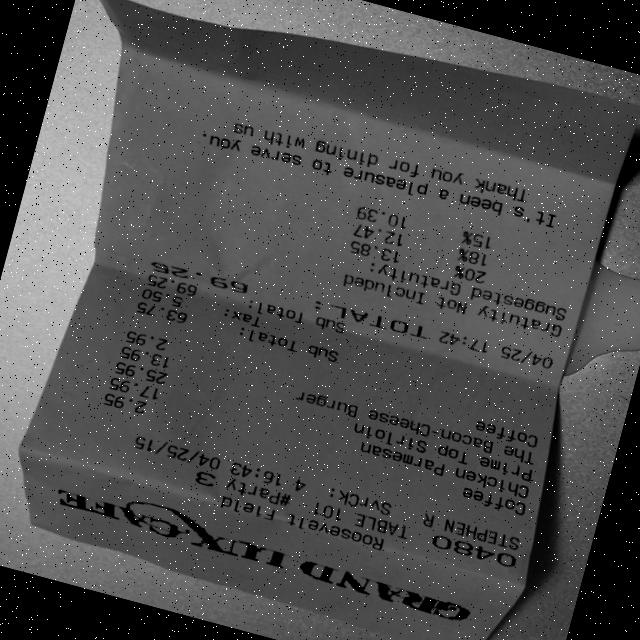 GRAND LUX CAFE
Roosevelt Field
0480 TABLE 101 #Party 3
STEPHEN R SvrCk: 4 16:42 04/25/15
Coffee 2.95
Chicken Parmesan 17.95
Prime Top Sirloin 25.95
The Bacon-Cheese Burger 13.95
Coffee 2.95
Sub Total: 63.75
Tax: 5.50
Sub Total: 69.25
04/25 17:42 TOTAL: 69.25
Gratuity Not Included
Suggested Gratuity:
20% 13.85
18% 12.47
15% 10.39
It's been a pleasure to serve you.
Thank you for dining with us